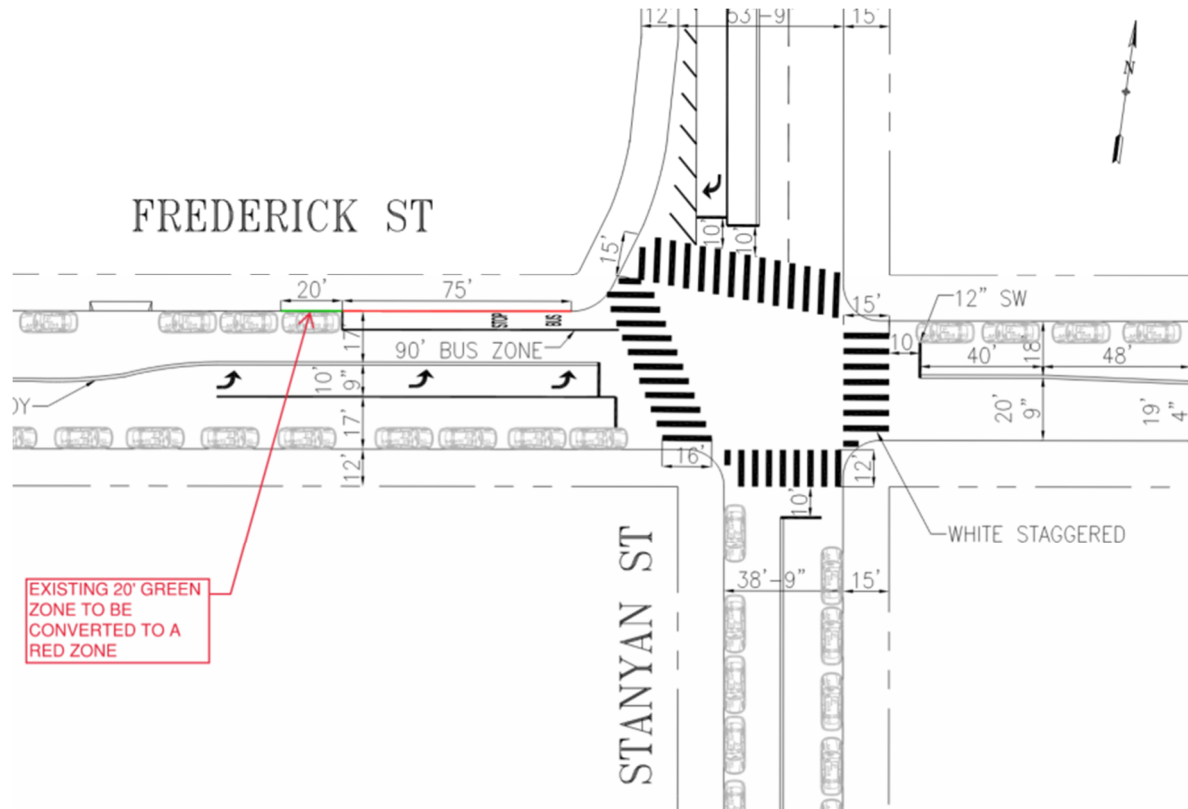 12'
53'-9"
15'
N
FREDERICK ST
10'
10'
15'
20'
75'
STOP
BUS
15'
12" SW
10'
17'
90' BUS ZONE
40'
18'
48'
10'
9"
17'
12'
20'
9"
19'
4"
16'
12'
10'
WHITE STAGGERED
38'-9"
15'
STANYAN ST
EXISTING 20' GREEN
ZONE TO BE
CONVERTED TO A
RED ZONE